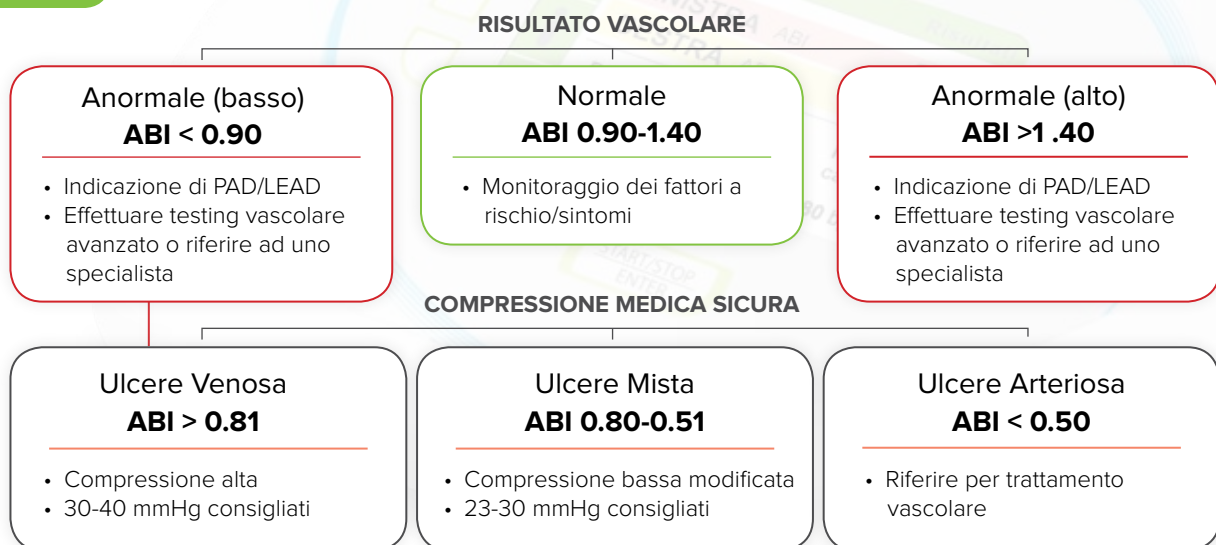 RISULTATO VASCOLARE
Anormale (basso)
ABI < 0.90
• Indicazione di PAD/LEAD
• Effettuare testing vascolare
avanzato o riferire ad uno
specialista
Normale
ABI 0.90-1.40
• Monitoraggio dei fattori a
rischio/sintomi
Anormale (alto)
ABI >1 .40
• Indicazione di PAD/LEAD
• Effettuare testing vascolare
avanzato o riferire ad uno
specialista
START/STOP
ENTER
COMPRESSIONE MEDICA SICURA
Ulcere Venosa
ABI > 0.81
• Compressione alta
• 30-40 mmHg consigliati
Ulcere Mista
ABI 0.80-0.51
• Compressione bassa modificata
• 23-30 mmHg consigliati
Ulcere Arteriosa
ABI < 0.50
• Riferire per trattamento
vascolare